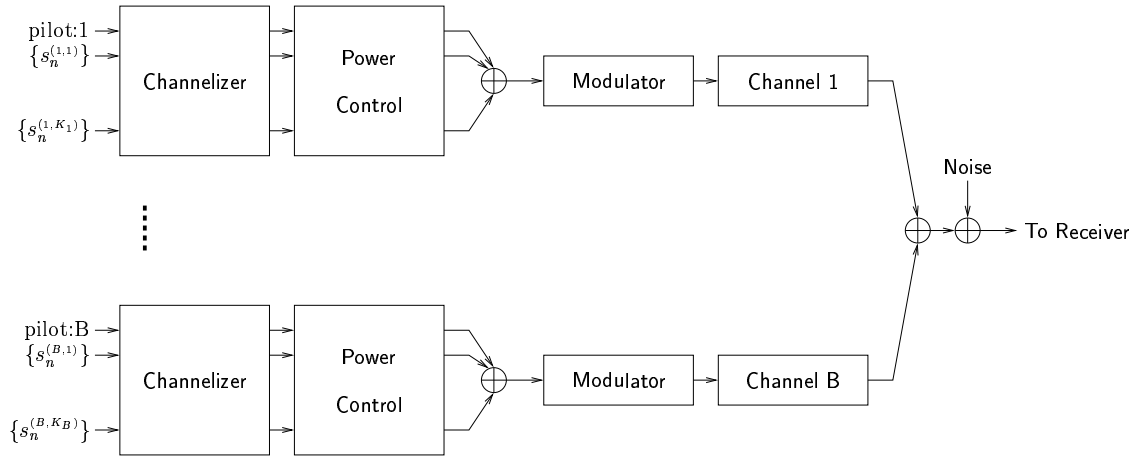 pilot:1
{s_n^{(1,1)}}
{s_n^{(1,K_1)}}
Channelizer
Power
Control
Modulator
Channel 1
Noise
To Receiver
pilot:B
{s_n^{(B,1)}}
{s_n^{(B,K_B)}}
Channelizer
Power
Control
Modulator
Channel B